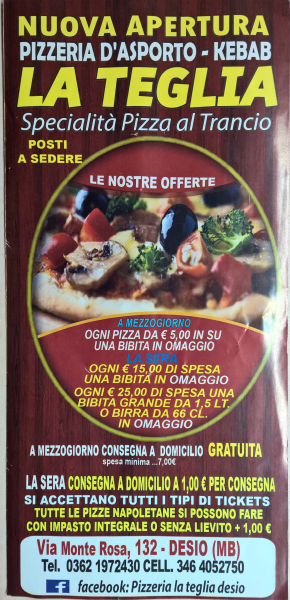 NUOVA APERTURA
PIZZERIA D'ASPORTO - KEBAB
LA TEGLIA
Specialità Pizza al Trancio
POSTI
A SEDERE
LE NOSTRE OFFERTE
A MEZZOGIORNO
OGNI PIZZA DA € 5,00 IN SU
UNA BIBITA IN OMAGGIO
LA SERA
OGNI € 15,00 DI SPESA
UNA BIBITA IN OMAGGIO
OGNI € 25,00 DI SPESA UNA
BIBITA GRANDE DA 1,5 LT.
O BIRRA DA 66 CL.
IN OMAGGIO
A MEZZOGIORNO CONSEGNA A DOMICILIO GRATUITA
spesa minima ...7,00€
LA SERA CONSEGNA A DOMICILIO A 1,00 € PER CONSEGNA
SI ACCETTANO TUTTI I TIPI DI TICKETS
TUTTE LE PIZZE NAPOLETANE SI POSSONO FARE
CON IMPASTO INTEGRALE O SENZA LIEVITO + 1,00 €
Via Monte Rosa, 132 - DESIO (MB)
Tel. 0362 1972430 CELL. 346 4052750
f facebook: Pizzeria la teglia desio